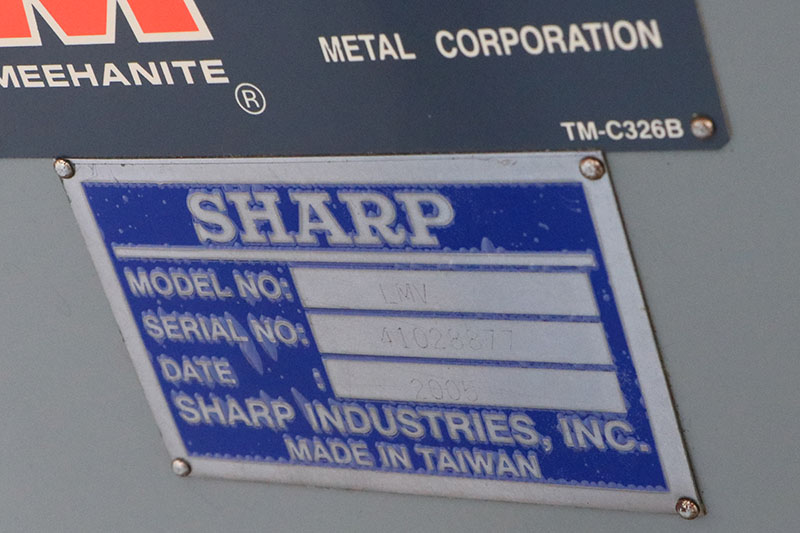 M
MEEHANITE ®
METAL CORPORATION
TM-C326B
SHARP
MODEL NO: LMV
SERIAL NO: 41028877
DATE : 2005
SHARP INDUSTRIES, INC.
MADE IN TAIWAN